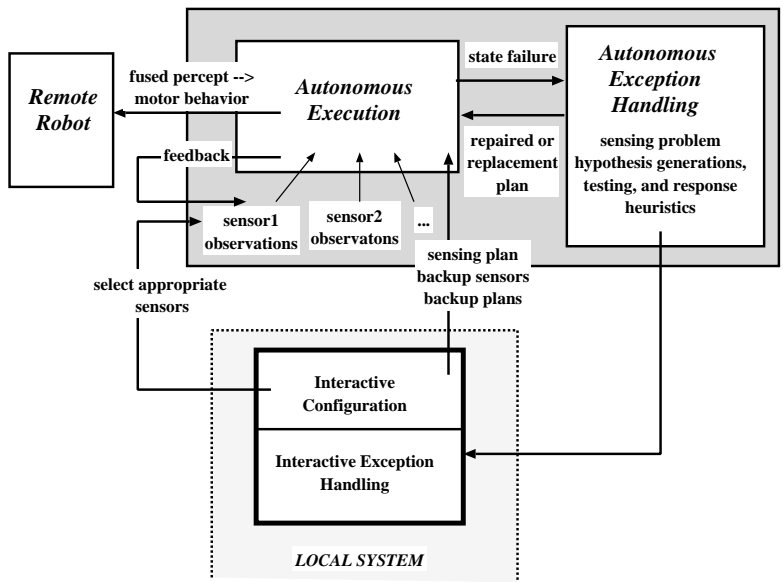 Remote
Robot
fused percept -->
motor behavior
feedback
Autonomous
Execution
state failure
repaired or
replacement
plan
Autonomous
Exception
Handling
sensing problem
hypothesis generations,
testing, and response
heuristics
sensor1
observations
sensor2
observatons
...
sensing plan
backup sensors
backup plans
select appropriate
sensors
Interactive
Configuration
Interactive Exception
Handling
LOCAL SYSTEM